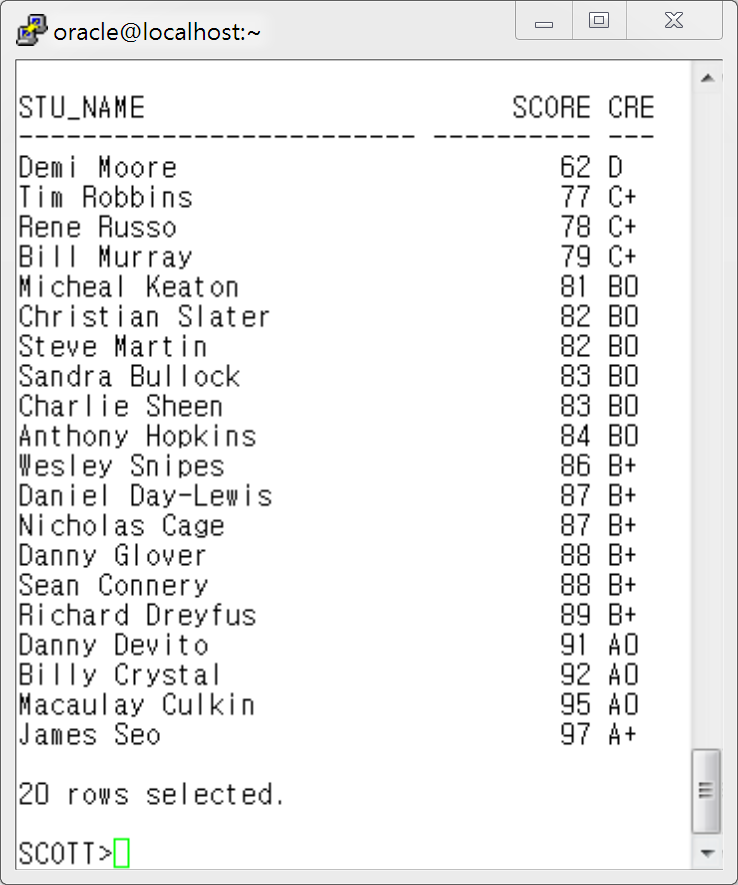 oracle@localhost:~
STU_NAME SCORE CRE
------------------------- ---------- ---
Demi Moore 62 D
Tim Robbins 77 C+
Rene Russo 78 C+
Bill Murray 79 C+
Micheal Keaton 81 B0
Christian Slater 82 B0
Steve Martin 82 B0
Sandra Bullock 83 B0
Charlie Sheen 83 B0
Anthony Hopkins 84 B0
Wesley Snipes 86 B+
Daniel Day-Lewis 87 B+
Nicholas Cage 87 B+
Danny Glover 88 B+
Sean Connery 88 B+
Richard Dreyfus 89 B+
Danny Devito 91 A0
Billy Crystal 92 A0
Macaulay Culkin 95 A0
James Seo 97 A+
20 rows selected.
SCOTT>